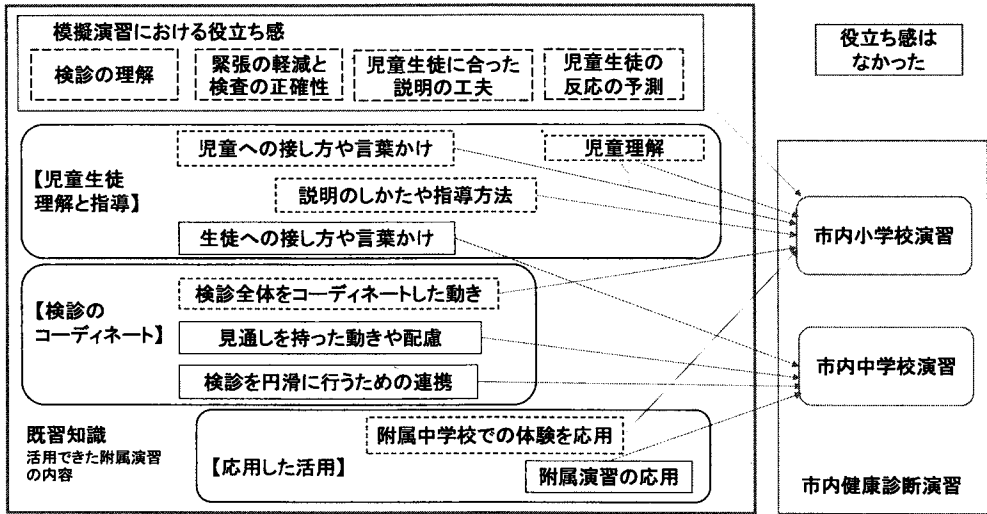 模擬演習における役立ち感
検診の理解
緊張の軽減と
検査の正確性
児童生徒に合った
説明の工夫
児童生徒の
反応の予測
役立ち感は
なかった
【児童生徒
理解と指導】
児童への接し方や言葉かけ
児童理解
説明のしかたや指導方法
生徒への接し方や言葉かけ
【検診の
コーディネート】
検診全体をコーディネートした動き
見通しを持った動きや配慮
検診を円滑に行うための連携
既習知識
活用できた附属演習
の内容
【応用した活用】
附属中学校での体験を応用
附属演習の応用
市内小学校演習
市内中学校演習
市内健康診断演習